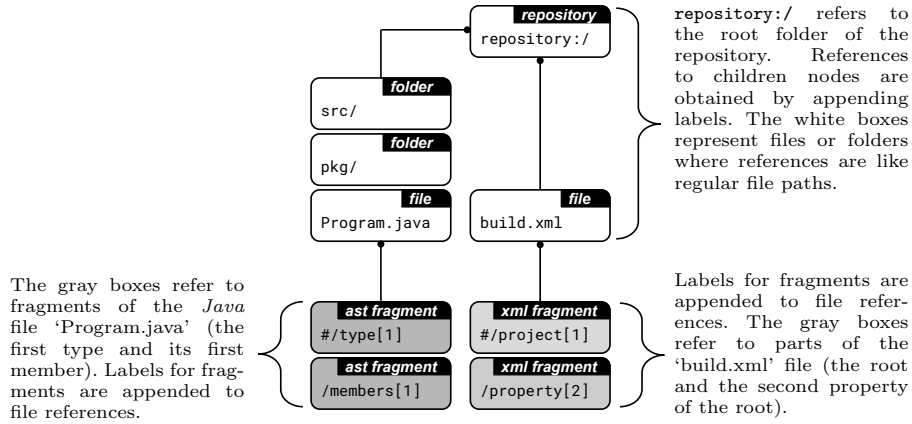 repository
repository:/
folder
src/
folder
pkg/
file
Program.java
file
build.xml
repository:/ refers to
the root folder of the
repository. References
to children nodes are
obtained by appending
labels. The white boxes
represent files or folders
where references are like
regular file paths.
The gray boxes refer to
fragments of the Java
file ‘Program.java’ (the
first type and its first
member). Labels for frag-
ments are appended to
file references.
ast fragment
#/type[1]
ast fragment
/members[1]
xml fragment
#/project[1]
xml fragment
/property[2]
Labels for fragments are
appended to file refer-
ences. The gray boxes
refer to parts of the
‘build.xml’ file (the root
and the second property
of the root).